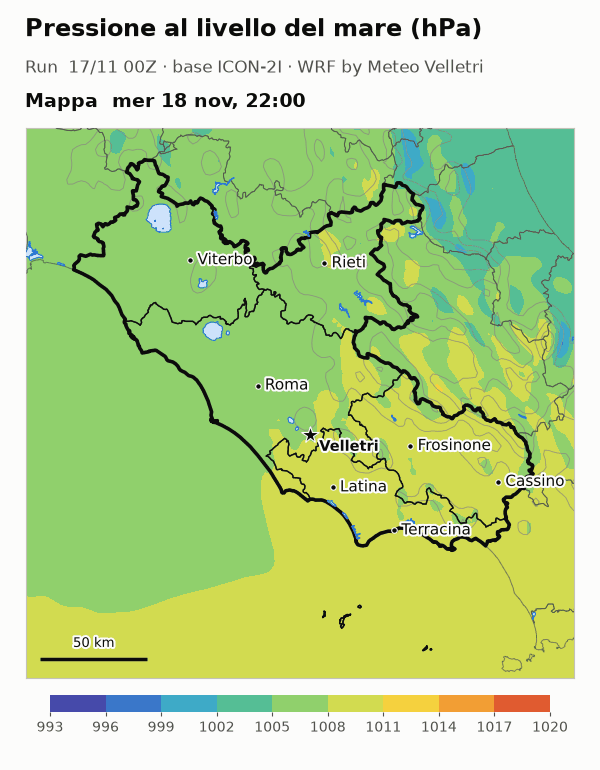 Pressione al livello del mare (hPa)
Run  17/11 00Z · base ICON-2I · WRF by Meteo Velletri
Mappa  mer 18 nov, 22:00
Viterbo
Rieti
Roma
Velletri
Frosinone
Cassino
Latina
Terracina
50 km
993 996 999 1002 1005 1008 1011 1014 1017 1020